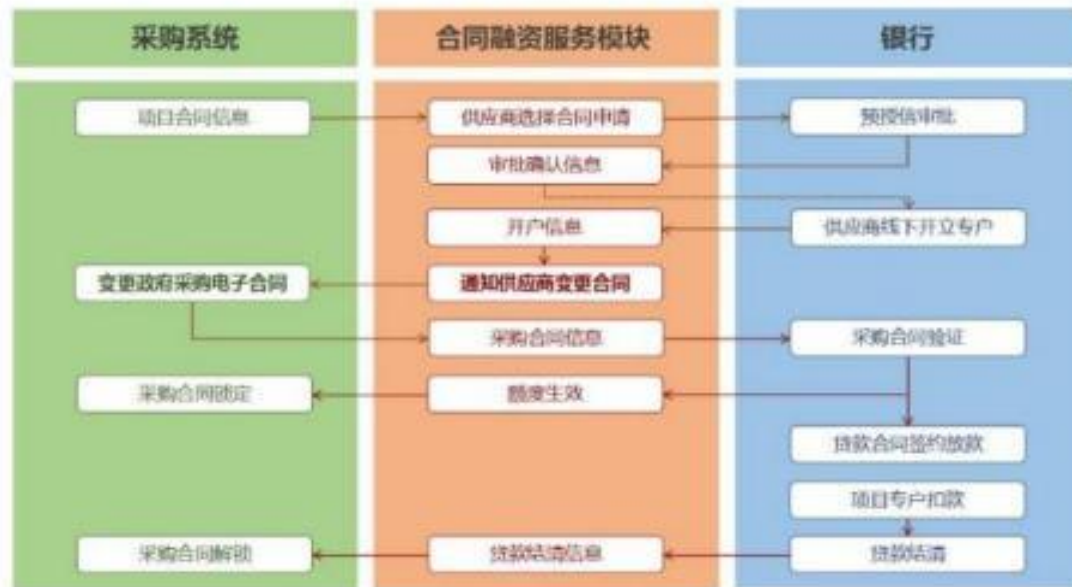 采购系统 合同融资服务模块 银行
项目合同信息 供应商选择合同申请 预授信审批
审批确认信息
开户信息 供应商线下开立专户
变更政府采购电子合同 通知供应商变更合同
采购合同信息 采购合同验证
采购合同锁定 额度生效
贷款合同签约放款
项目专户扣款
采购合同解锁 贷款结清信息 贷款结清